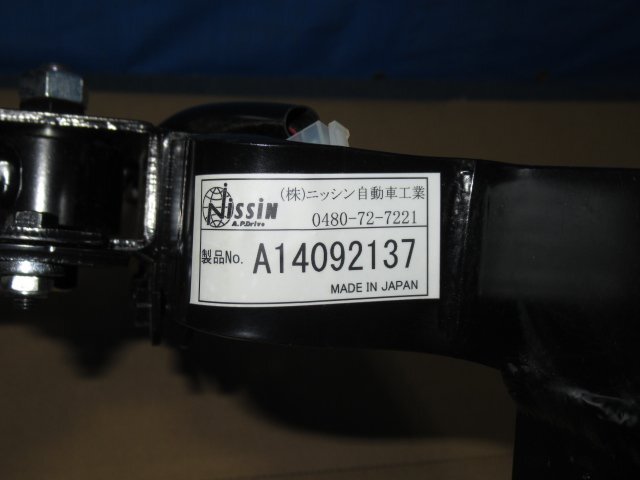 NISSIN
A.P.Drive
(株)ニッシン自動車工業
0480-72-7221
製品No. A14092137
MADE IN JAPAN